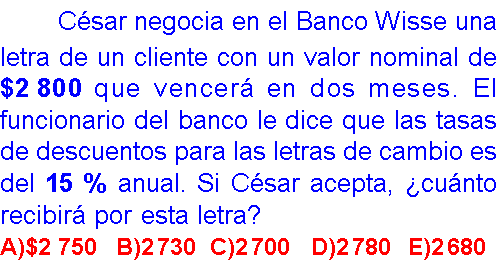 César negocia en el Banco Wisse una
letra de un cliente con un valor nominal de
$2 800 que vencerá en dos meses. El
funcionario del banco le dice que las tasas
de descuentos para las letras de cambio es
del 15 % anual. Si César acepta, ¿cuánto
recibirá por esta letra?
A)$2 750 B)2730 C)2700 D)2780 E)2680